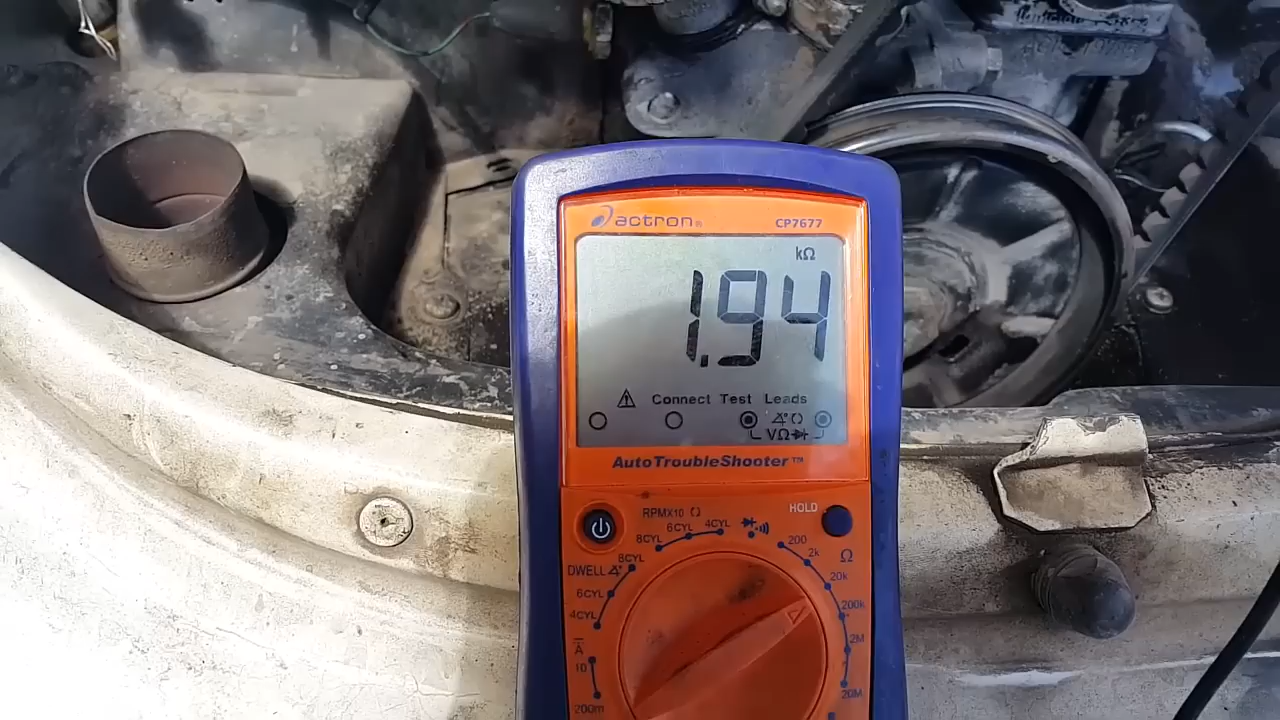 actron® CP7677
kΩ
1.94
Connect Test Leads
VΩ
AutoTroubleShooter™
RPMX10
8CYL 6CYL 4CYL
HOLD
200
2k
Ω
20k
200k
2M
20M
DWELL 8CYL
6CYL
4CYL
A
10
200m